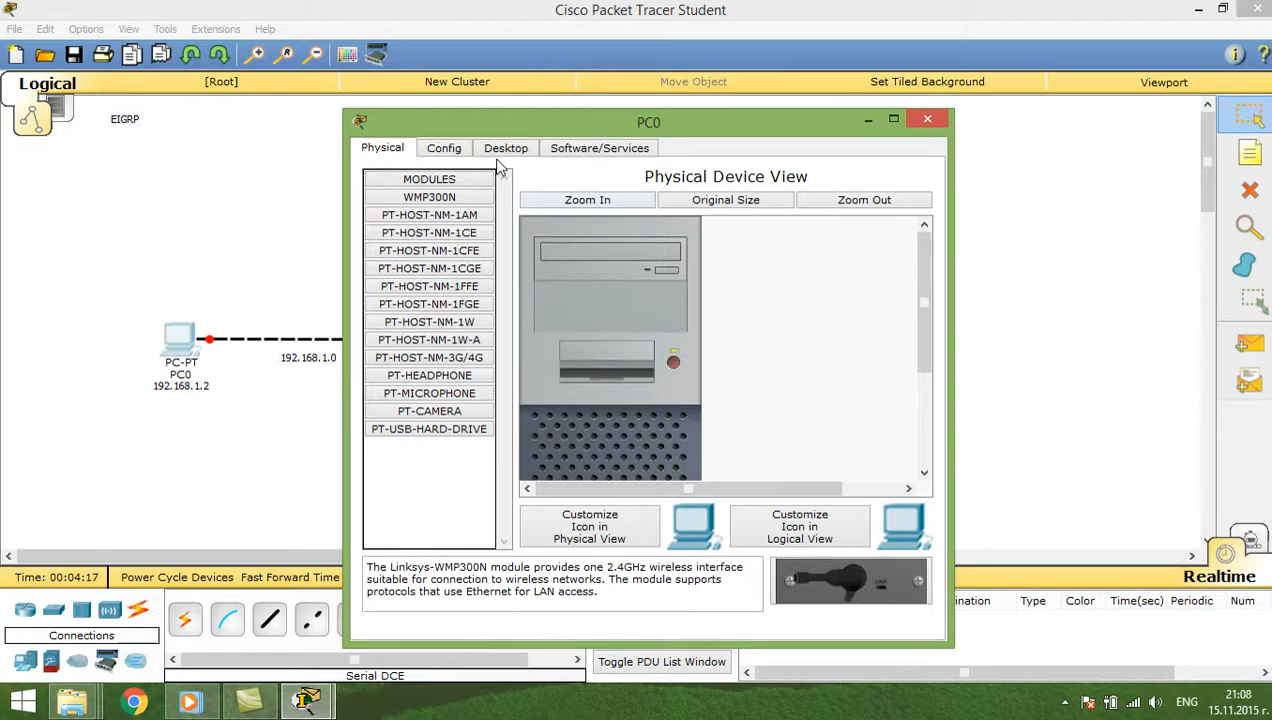 Cisco Packet Tracer Student
File Edit Options View Tools Extensions Help
Logical
[Root]
New Cluster
Move Object
Set Tiled Background
Viewport
EIGRP
PC-PT
PC0
192.168.1.2
192.168.1.0
PC0
Physical
Config
Desktop
Software/Services
MODULES
WMP300N
PT-HOST-NM-1AM
PT-HOST-NM-1CE
PT-HOST-NM-1CFE
PT-HOST-NM-1CGE
PT-HOST-NM-1FFE
PT-HOST-NM-1FGE
PT-HOST-NM-1W
PT-HOST-NM-1W-A
PT-HOST-NM-3G/4G
PT-HEADPHONE
PT-MICROPHONE
PT-CAMERA
PT-USB-HARD-DRIVE
Physical Device View
Zoom In
Original Size
Zoom Out
Customize
Icon in
Physical View
Customize
Icon in
Logical View
The Linksys-WMP300N module provides one 2.4GHz wireless interface
suitable for connection to wireless networks. The module supports
protocols that use Ethernet for LAN access.
Time: 00:04:17
Power Cycle Devices
Fast Forward Time
Realtime
Connections
Serial DCE
Toggle PDU List Window
ination
Type
Color
Time(sec)
Periodic
Num
ENG
21:08
15.11.2015 г.